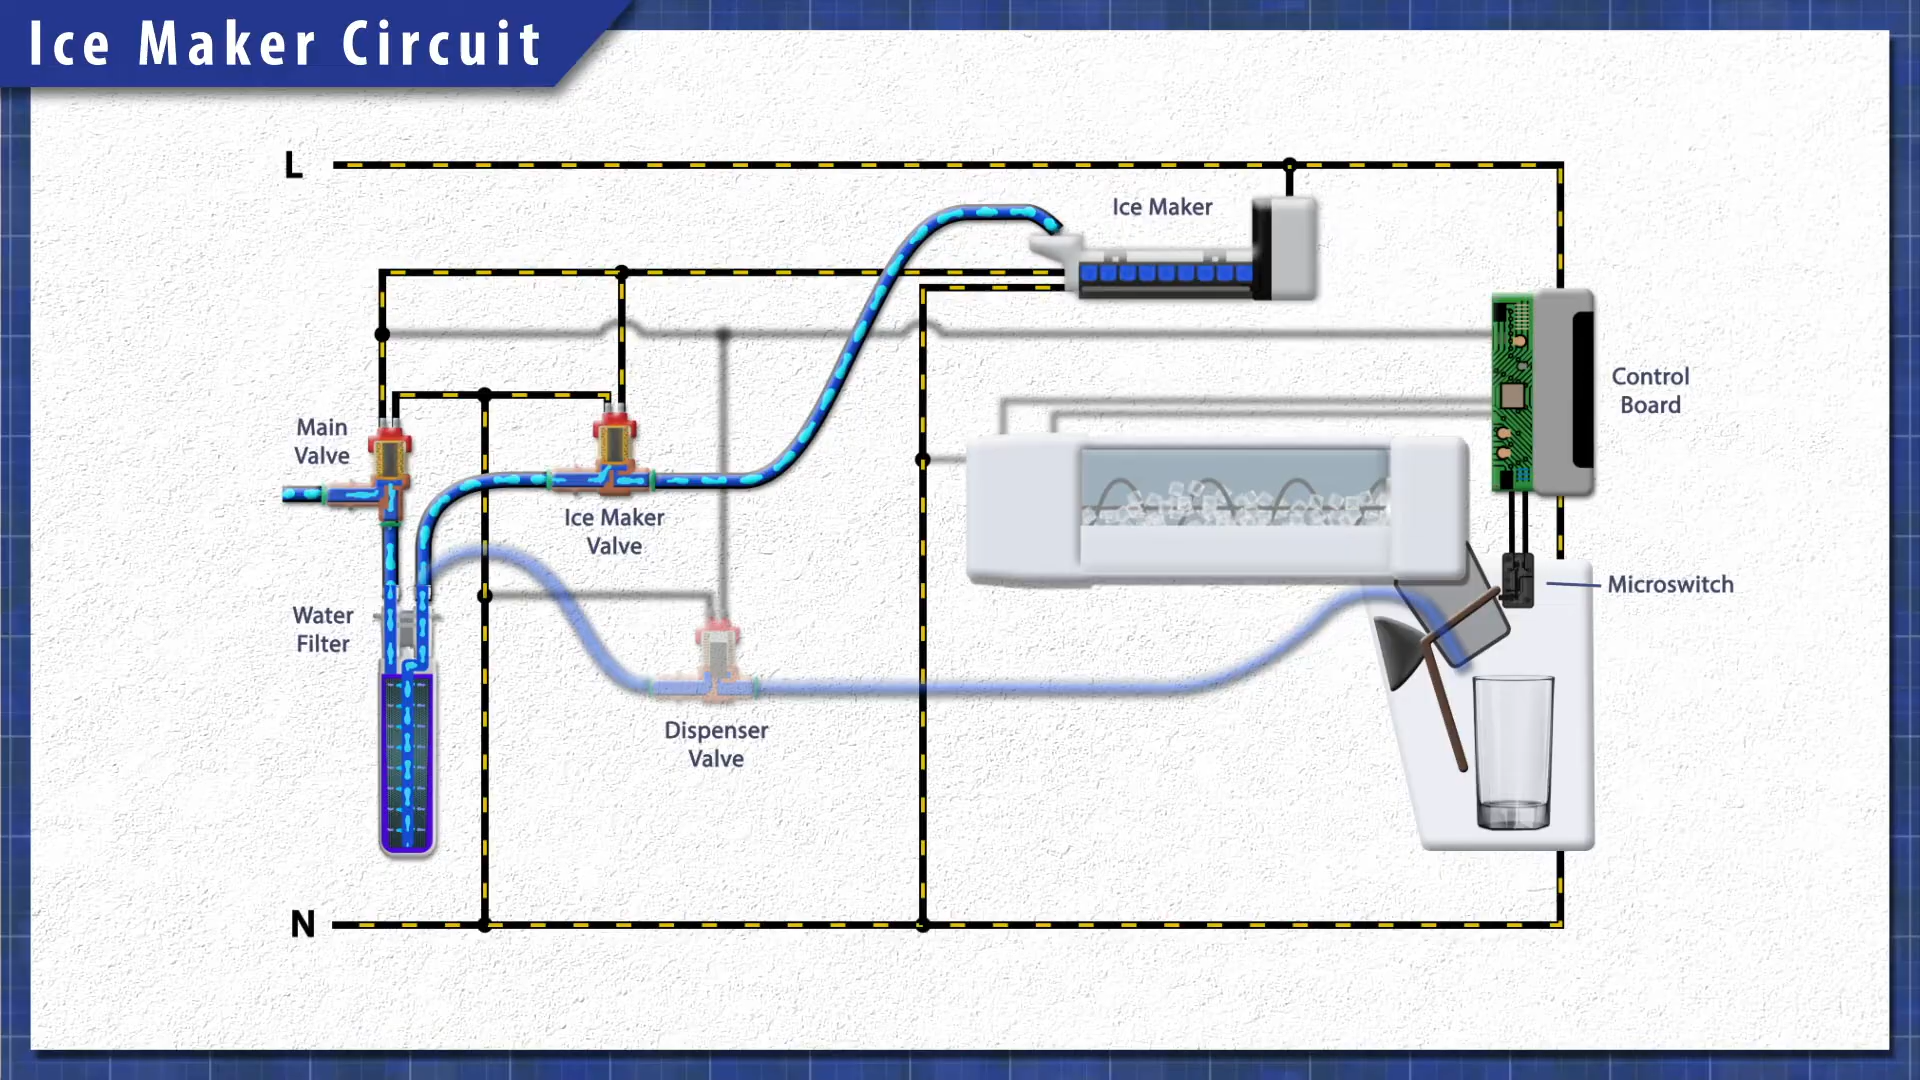 Ice Maker Circuit
L
Ice Maker
Control
Board
Main
Valve
Ice Maker
Valve
Microswitch
Water
Filter
Dispenser
Valve
N